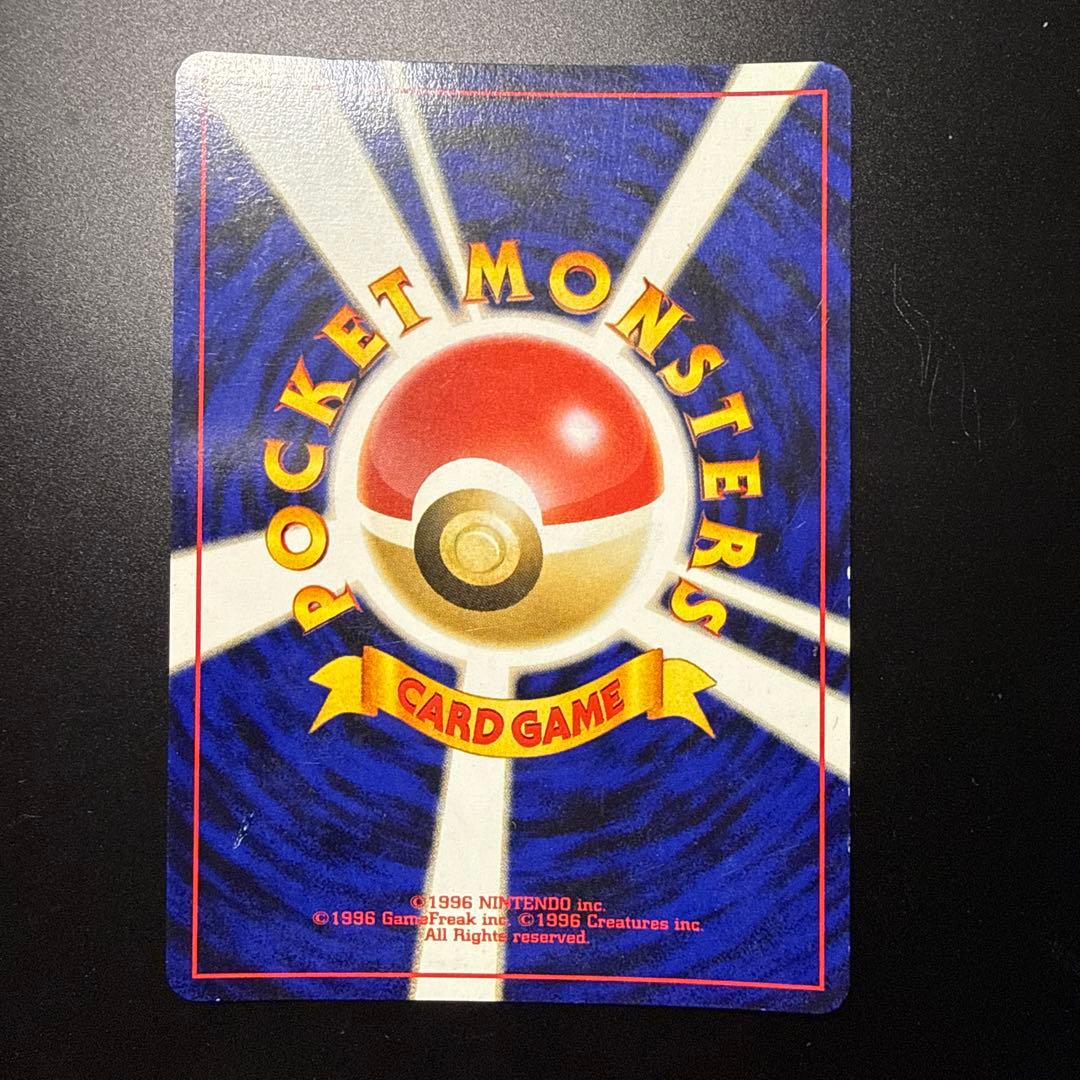 POCKET MONSTERS
CARD GAME
©1996 NINTENDO inc.
©1996 GameFreak inc. ©1996 Creatures inc.
All Rights reserved.